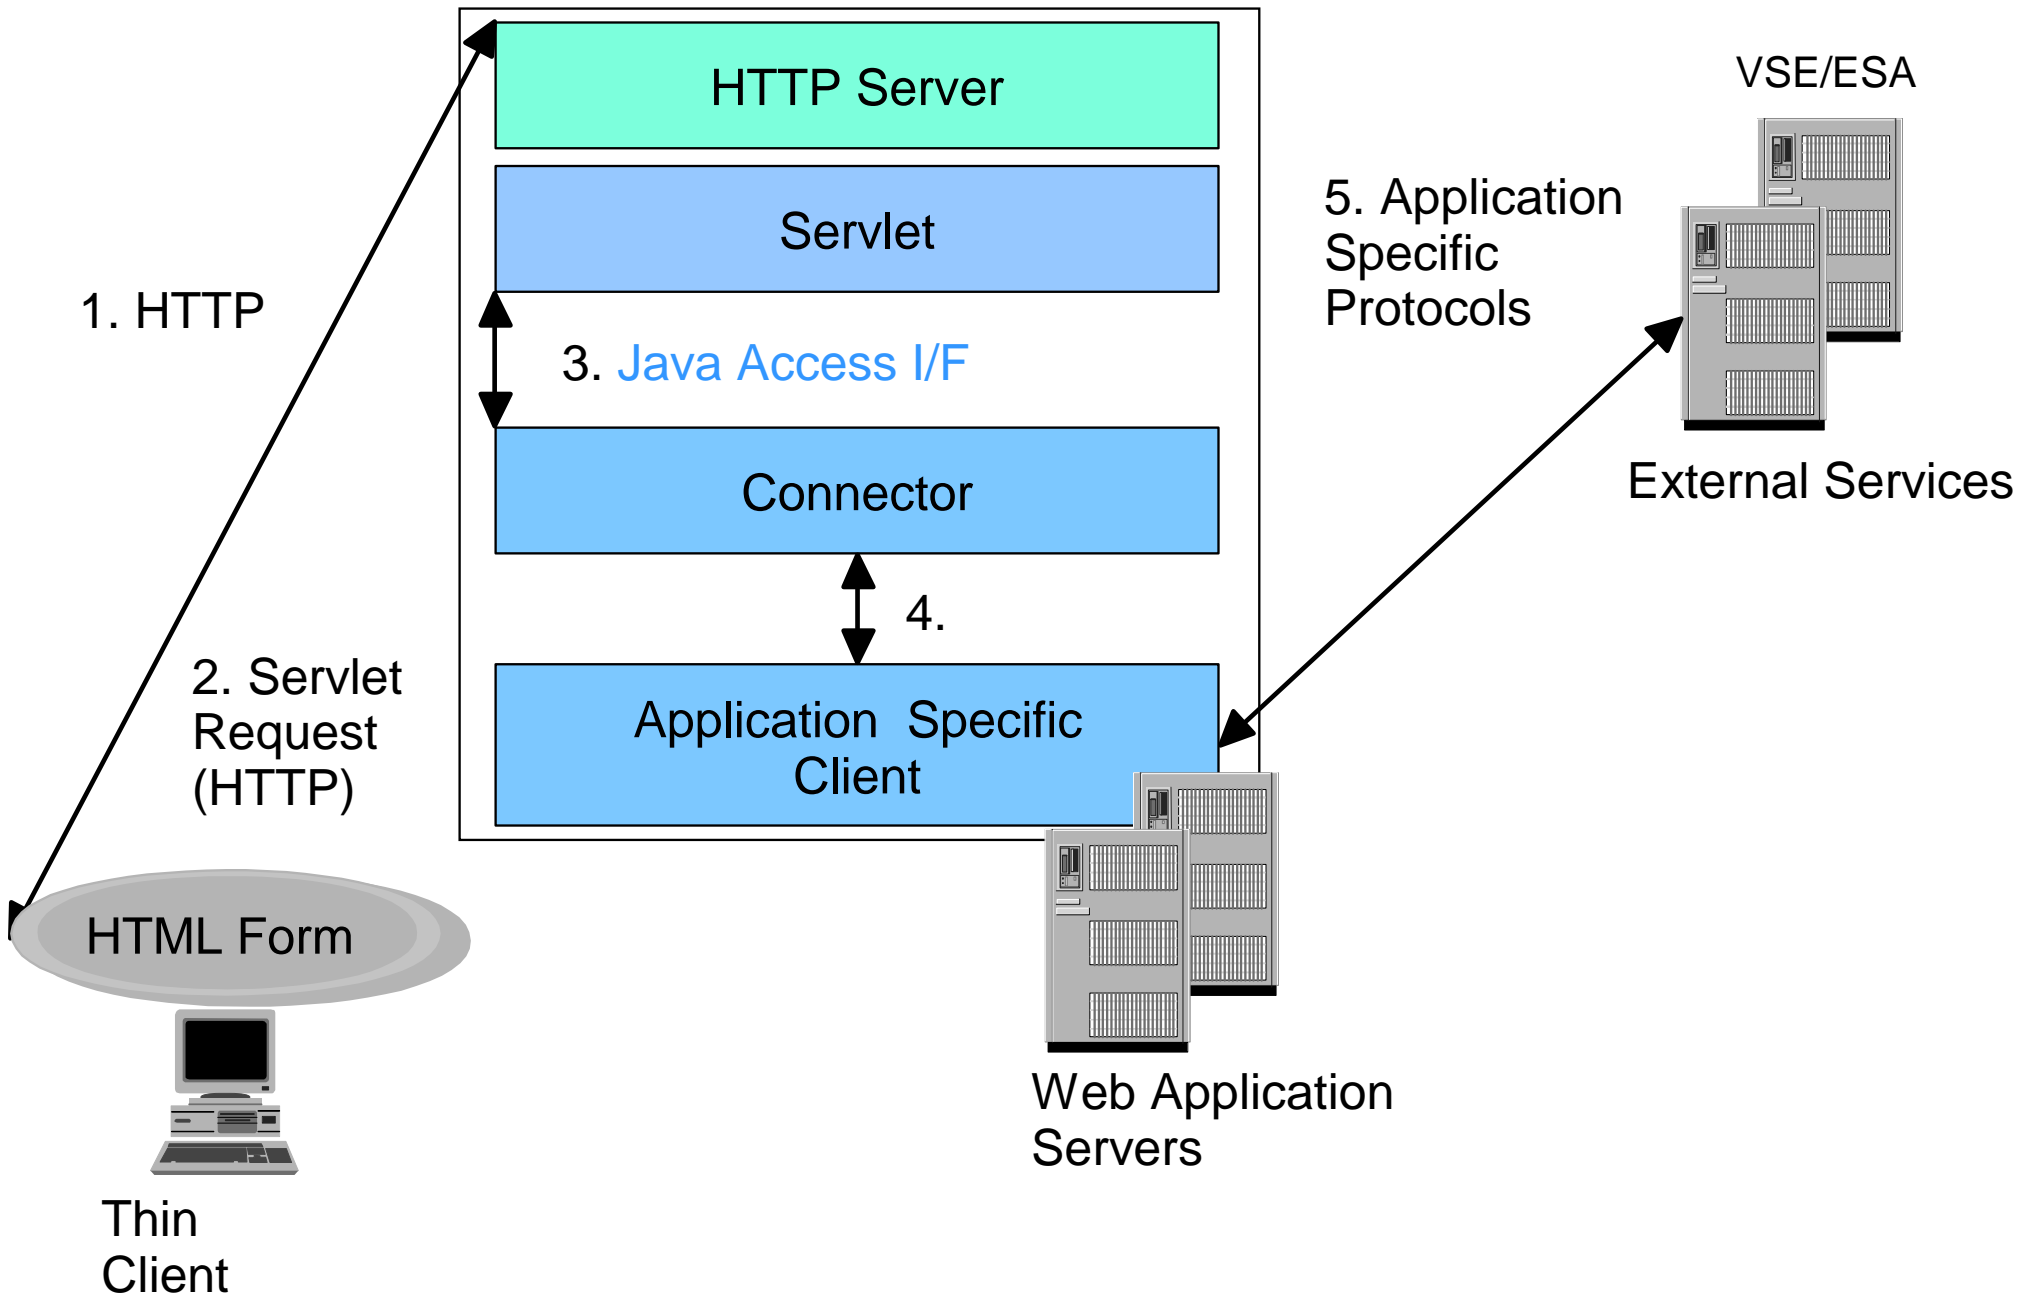 HTTP Server
VSE/ESA
Servlet
5. Application
Specific
Protocols
1. HTTP
3. Java Access I/F
Connector
External Services
4.
2. Servlet
Request
(HTTP)
Application  Specific
Client
HTML Form
Web Application
Servers
Thin
Client